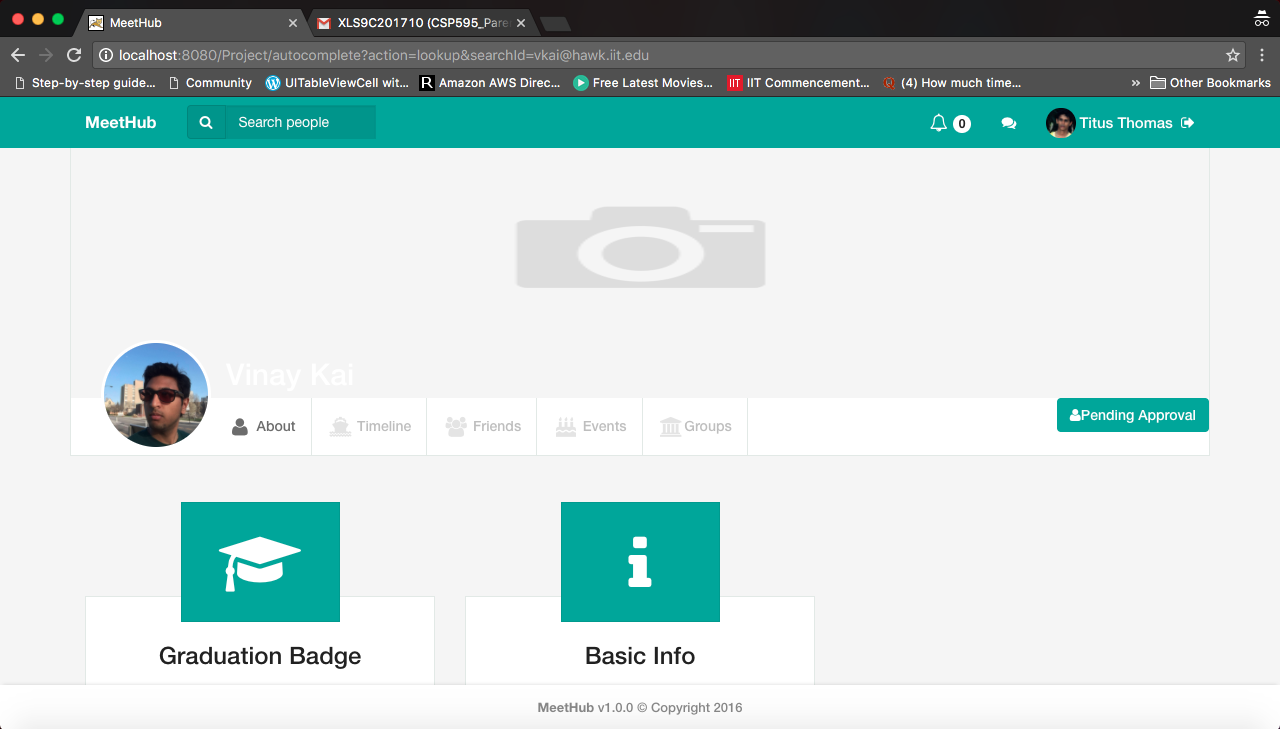 MeetHub
XLS9C201710 (CSP595_Pare
localhost:8080/Project/autocomplete?action=lookup&searchId=vkai@hawk.iit.edu
Step-by-step guide... Community UITableViewCell wit... R Amazon AWS Direc... Free Latest Movies... IIT IIT Commencement... (4) How much time... » Other Bookmarks
MeetHub Search people 0 Titus Thomas
Vinay Kai
About Timeline Friends Events Groups Pending Approval
Graduation Badge Basic Info
MeetHub v1.0.0 © Copyright 2016